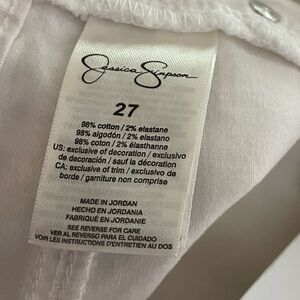 Jessica Simpson
27
98% cotton / 2% elastane
98% algodón / 2% elastano
98% coton / 2% élasthanne
US: exclusive of decoration / exclusivo
de decoración / sauf la décoration
CA: exclusive of trim / exclusivo de
borde / garniture non comprise
MADE IN JORDAN
HECHO EN JORDANIA
FABRIQUÉ EN JORDANIE
SEE REVERSE FOR CARE
VER AL REVERSO PARA EL CUIDADO
VOIR LES INSTRUCTIONS D'ENTRETIEN AU DOS